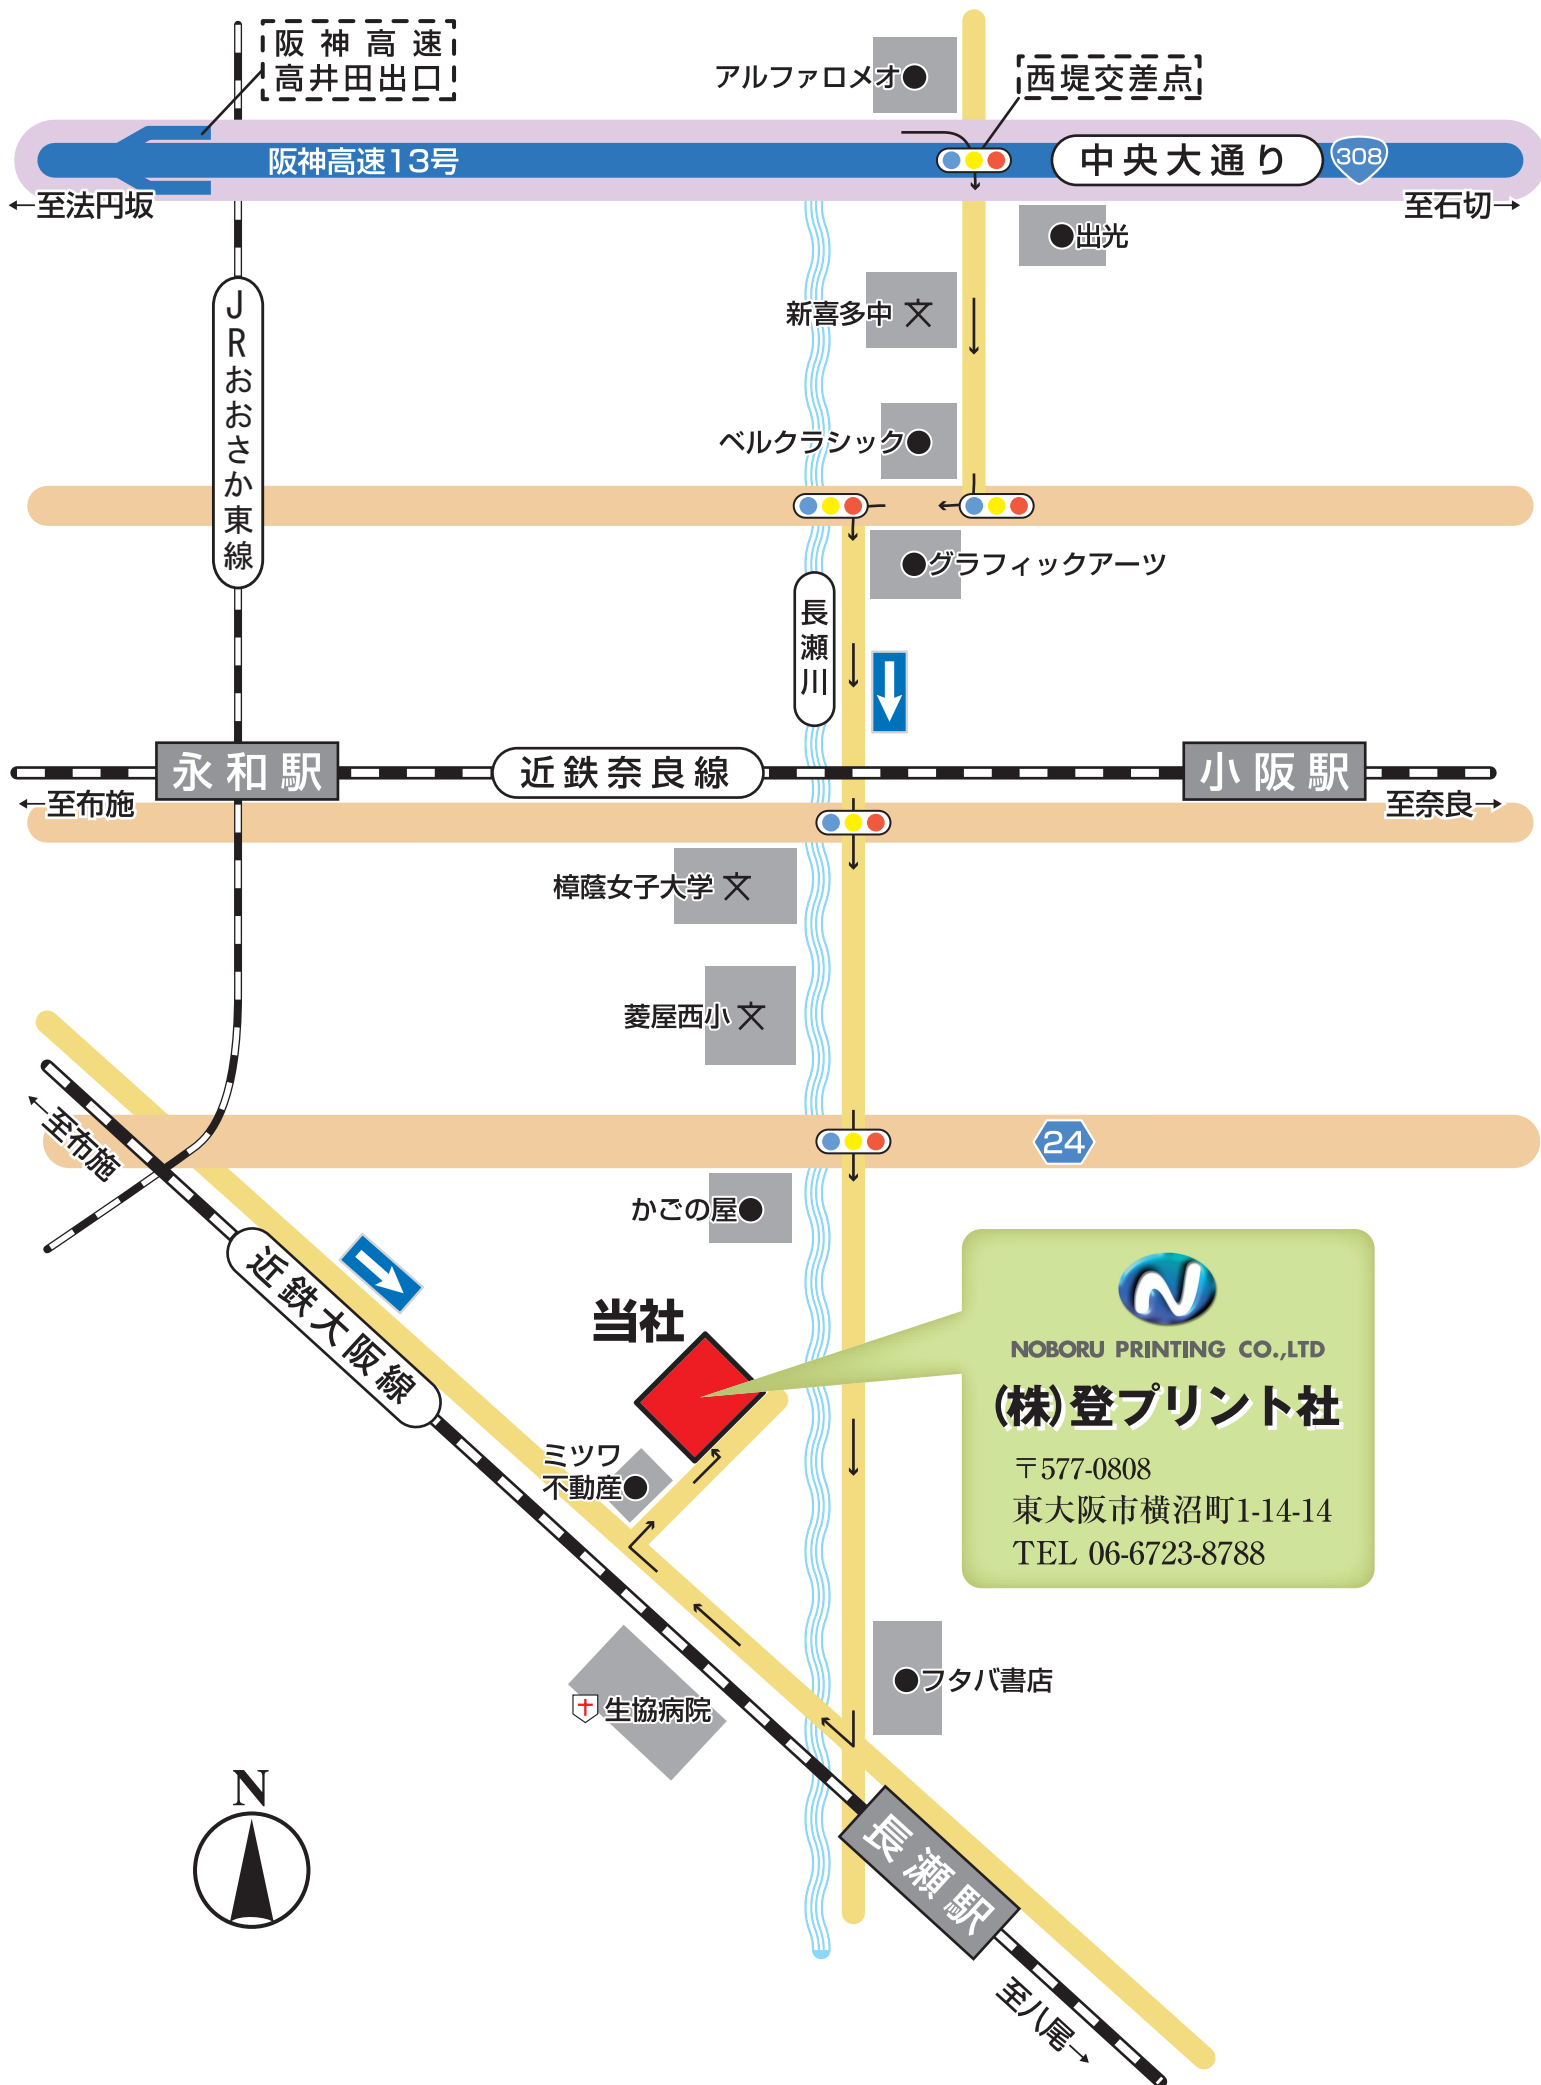 阪神高速
高井田出口
アルファロメオ
西堤交差点
阪神高速13号
中央大通り
308
←至法円坂
至石切→
出光
JRおおさか東線
新喜多中
ベルクラシック
グラフィックアーツ
長瀬川
永和駅
近鉄奈良線
小阪駅
←至布施
至奈良→
樟蔭女子大学
菱屋西小
←至布施
24
かごの屋
近鉄大阪線
当社
NOBORU PRINTING CO.,LTD
(株)登プリント社
〒577-0808
東大阪市横沼町1-14-14
TEL 06-6723-8788
ミツワ
不動産
フタバ書店
生協病院
N
長瀬駅
至八尾→